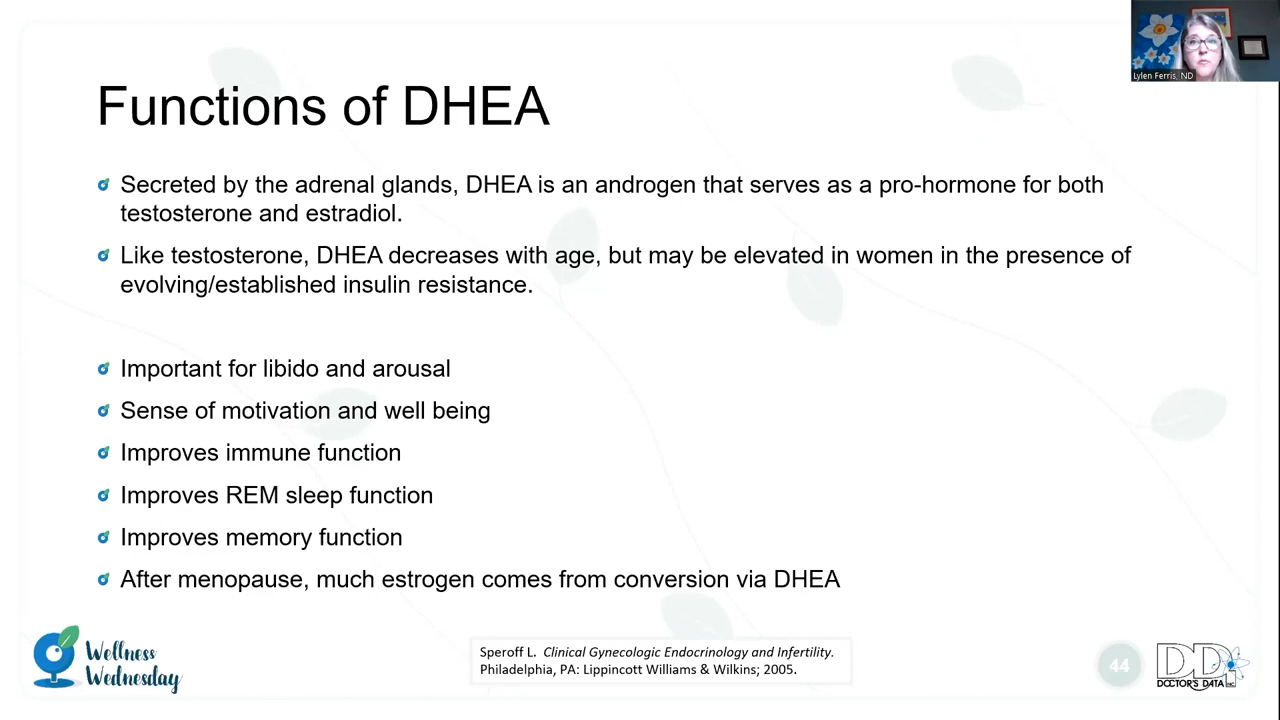 Lylen Ferris, ND
Functions of DHEA
Secreted by the adrenal glands, DHEA is an androgen that serves as a pro-hormone for both
testosterone and estradiol.
Like testosterone, DHEA decreases with age, but may be elevated in women in the presence of
evolving/established insulin resistance.
Important for libido and arousal
Sense of motivation and well being
Improves immune function
Improves REM sleep function
Improves memory function
After menopause, much estrogen comes from conversion via DHEA
Wellness
Wednesday
Speroff L. Clinical Gynecologic Endocrinology and Infertility.
Philadelphia, PA: Lippincott Williams & Wilkins; 2005.
44
DD
DOCTOR'S DATA INC